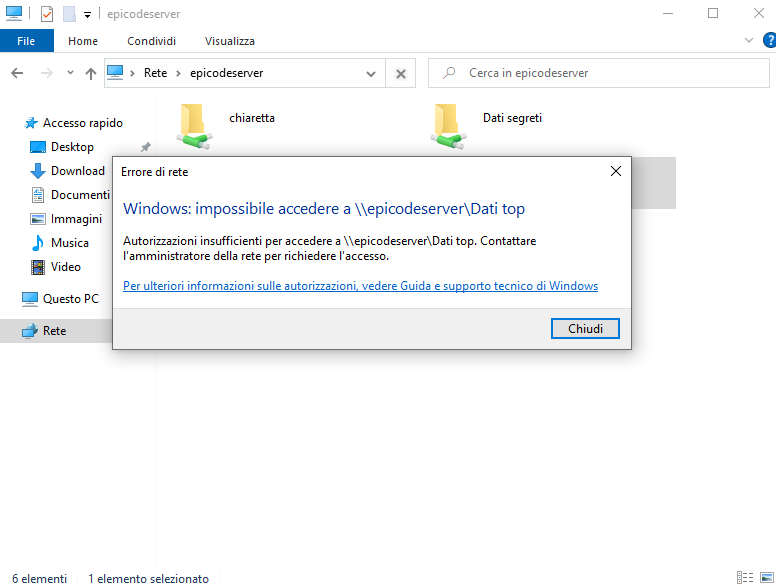 epicodeserver
File Home Condividi Visualizza ?
Rete > epicodeserver
Cerca in epicodeserver
Accesso rapido
Desktop
Download
Documenti
Immagini
Musica
Video
Questo PC
Rete
chiaretta
Dati segreti
Errore di rete
Windows: impossibile accedere a \\epicodeserver\Dati top
Autorizzazioni insufficienti per accedere a \\epicodeserver\Dati top. Contattare
l'amministratore della rete per richiedere l'accesso.
Per ulteriori informazioni sulle autorizzazioni, vedere Guida e supporto tecnico di Windows
Chiudi
6 elementi 1 elemento selezionato